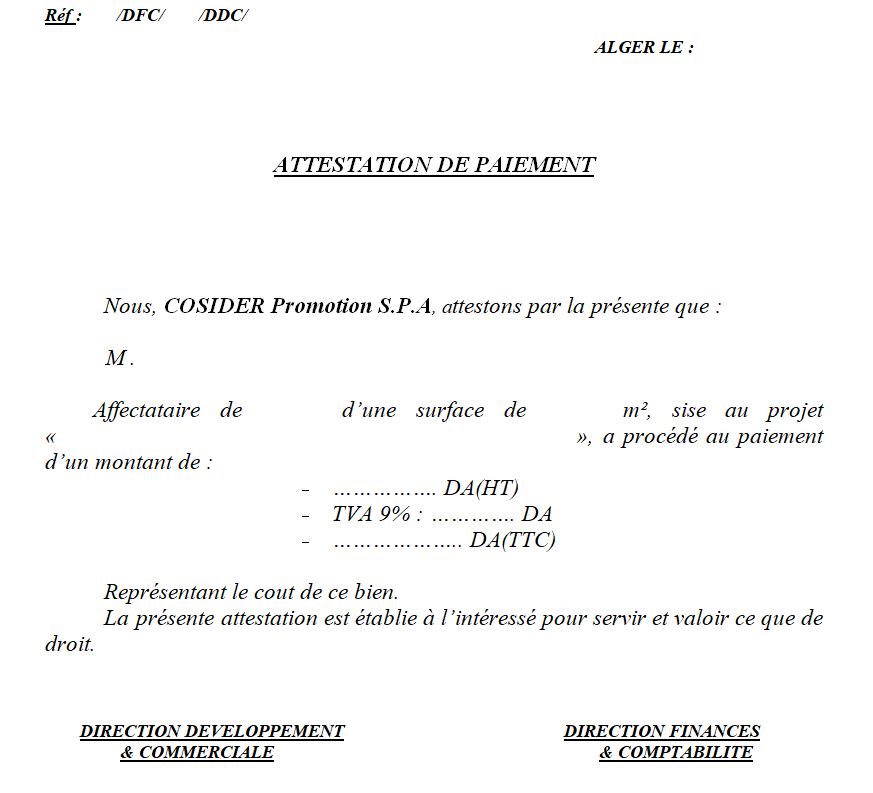 Réf : /DFC/ /DDC/
ALGER LE :
ATTESTATION DE PAIEMENT
Nous, COSIDER Promotion S.P.A, attestons par la présente que :
M .
Affectataire de d’une surface de m², sise au projet
« », a procédé au paiement
d’un montant de :
- ……………. DA(HT)
- TVA 9% : …………. DA
- ……………….. DA(TTC)
Représentant le cout de ce bien.
La présente attestation est établie à l’intéressé pour servir et valoir ce que de
droit.
DIRECTION DEVELOPPEMENT DIRECTION FINANCES
& COMMERCIALE & COMPTABILITE